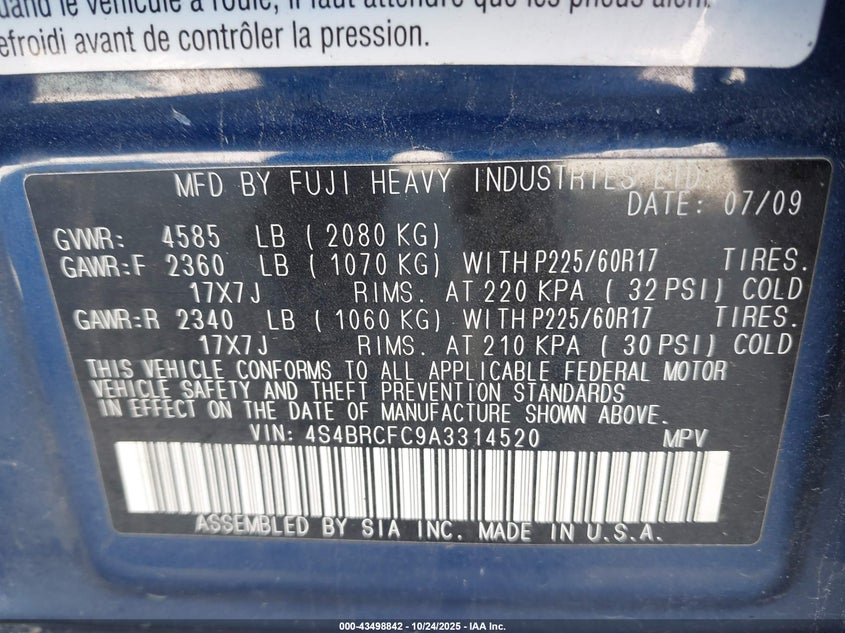 quand le véhicule a roulé, il faut attendre que les pneus aient
refroidi avant de contrôler la pression.
MFD BY FUJI HEAVY INDUSTRIES LTD.
DATE: 07/09
GVWR: 4585 LB ( 2080 KG)
GAWR:F 2360 LB ( 1070 KG) WITH P225/60R17 TIRES.
17X7J RIMS. AT 220 KPA ( 32 PSI) COLD
GAWR:R 2340 LB ( 1060 KG) WITH P225/60R17 TIRES.
17X7J RIMS. AT 210 KPA ( 30 PSI) COLD
THIS VEHICLE CONFORMS TO ALL APPLICABLE FEDERAL MOTOR
VEHICLE SAFETY AND THEFT PREVENTION STANDARDS
IN EFFECT ON THE DATE OF MANUFACTURE SHOWN ABOVE.
VIN: 4S4BRCFC9A3314520 MPV
ASSEMBLED BY SIA INC. MADE IN U.S.A.
000-43498842 - 10/24/2025 - IAA Inc.